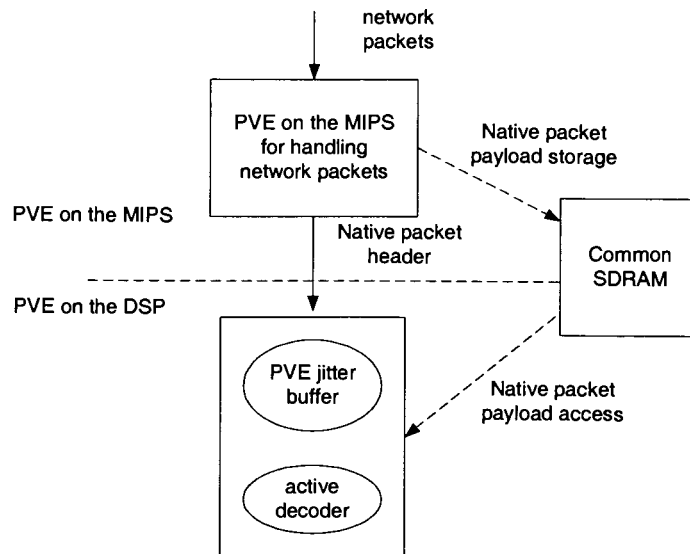 network
packets
PVE on the MIPS
for handling
network packets
Native packet
payload storage
PVE on the MIPS
Native packet
header
Common
SDRAM
PVE on the DSP
PVE jitter
buffer
Native packet
payload access
active
decoder